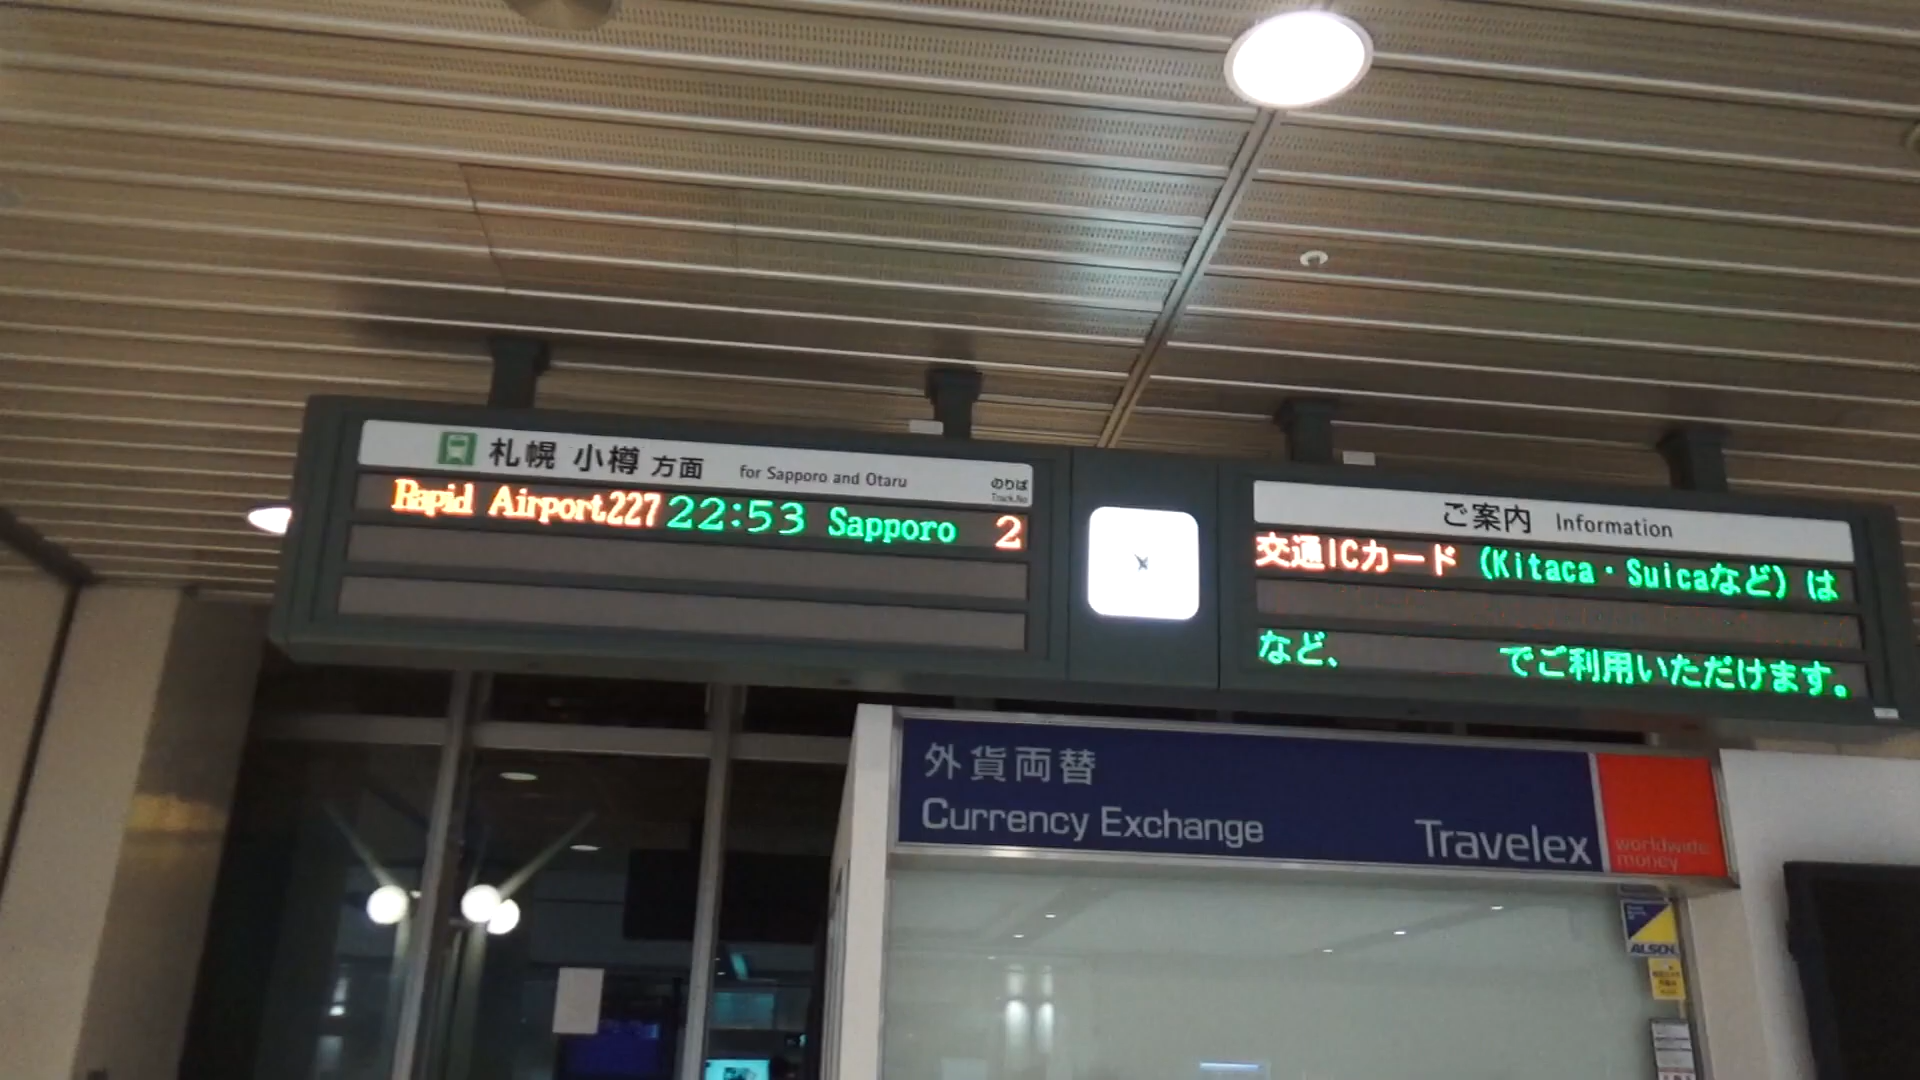 札幌 小樽 方面 for Sapporo and Otaru
のりば
Track No
Rapid Airport227 22:53 Sapporo 2
ご案内 Information
交通ICカード (Kitaca・Suicaなど) は
など、 でご利用いただけます。
外貨両替
Currency Exchange
Travelex
worldwide
money
ALSOK